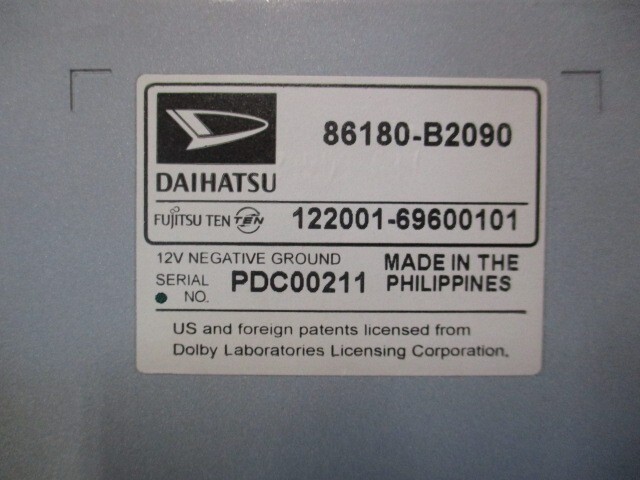 86180-B2090
DAIHATSU
FUJITSU TEN TEN 122001-69600101
12V NEGATIVE GROUND
SERIAL NO. PDC00211
MADE IN THE
PHILIPPINES
US and foreign patents licensed from
Dolby Laboratories Licensing Corporation.